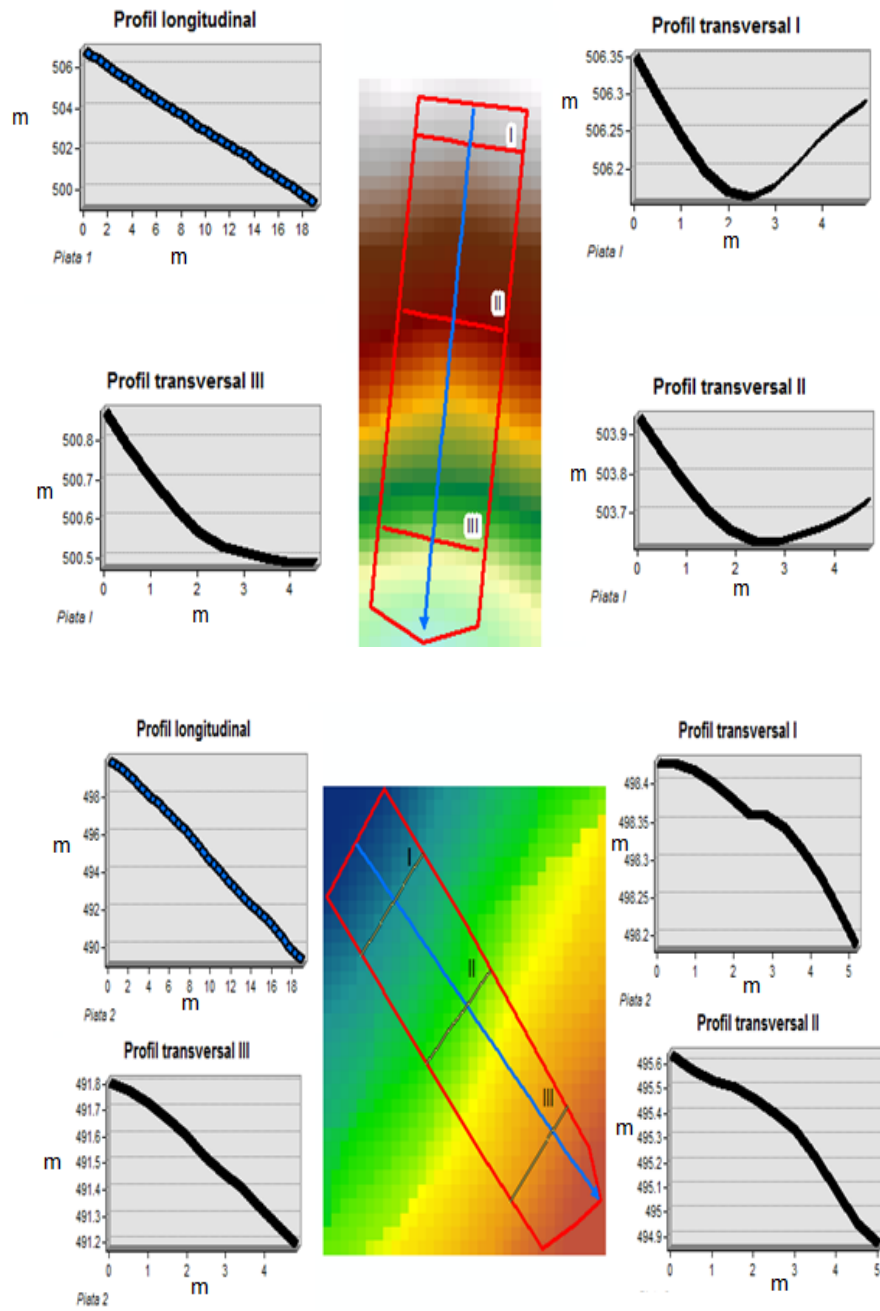 Profil longitudinal
506
504
502
500
m
0 2 4 6 8 10 12 14 16 18
Piata 1
m
Profil transversal I
506.35
506.3
506.25
506.2
m
0 1 2 3 4
Piata I
m
I
II
III
Profil transversal III
500.8
500.7
500.6
500.5
m
0 1 2 3 4
Piata I
m
Profil transversal II
503.9
503.8
503.7
m
0 1 2 3 4
Piata I
m
Profil longitudinal
498
496
494
492
490
m
0 2 4 6 8 10 12 14 16 18
Piata 2
m
Profil transversal I
498.4
498.35
498.3
498.25
498.2
m
0 1 2 3 4 5
Piata 2
m
I
II
III
Profil transversal III
491.8
491.7
491.6
491.5
491.4
491.3
491.2
m
0 1 2 3 4
Piata 2
m
Profil transversal II
495.6
495.5
495.4
495.3
495.2
495.1
495
494.9
m
0 1 2 3 4 5
m